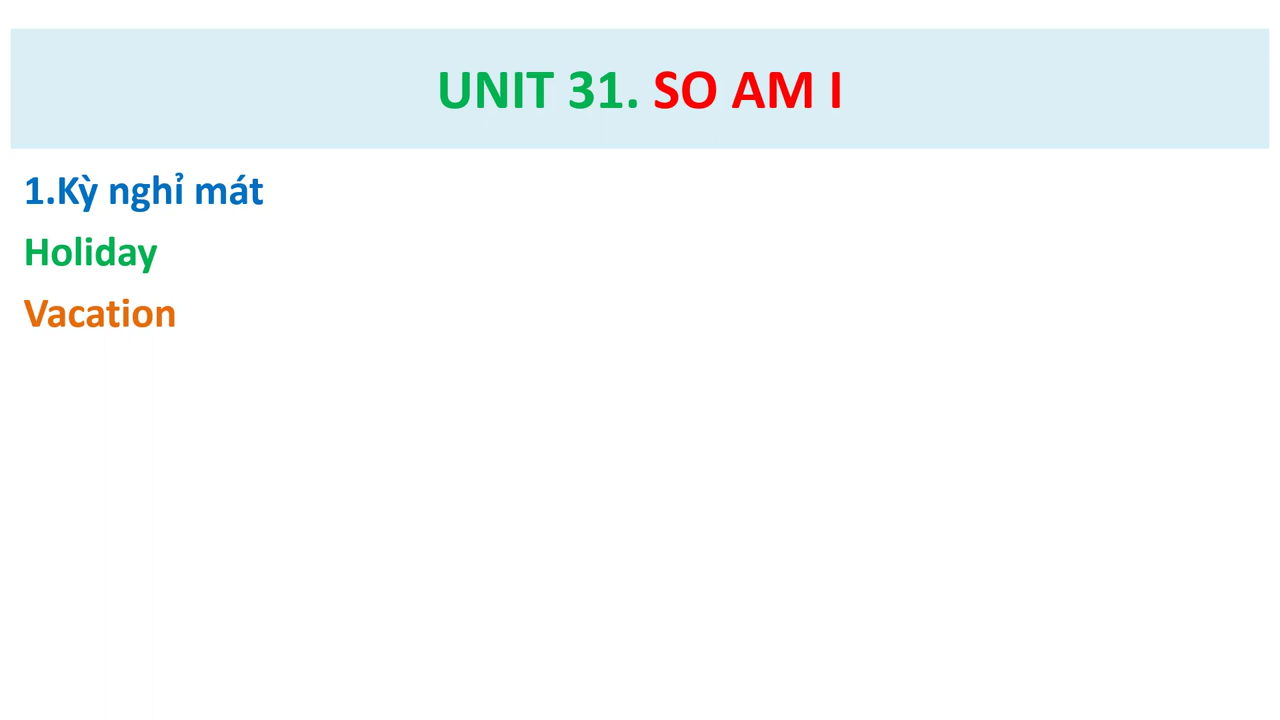 UNIT 31. SO AM I
1.Kỳ nghỉ mát
Holiday
Vacation